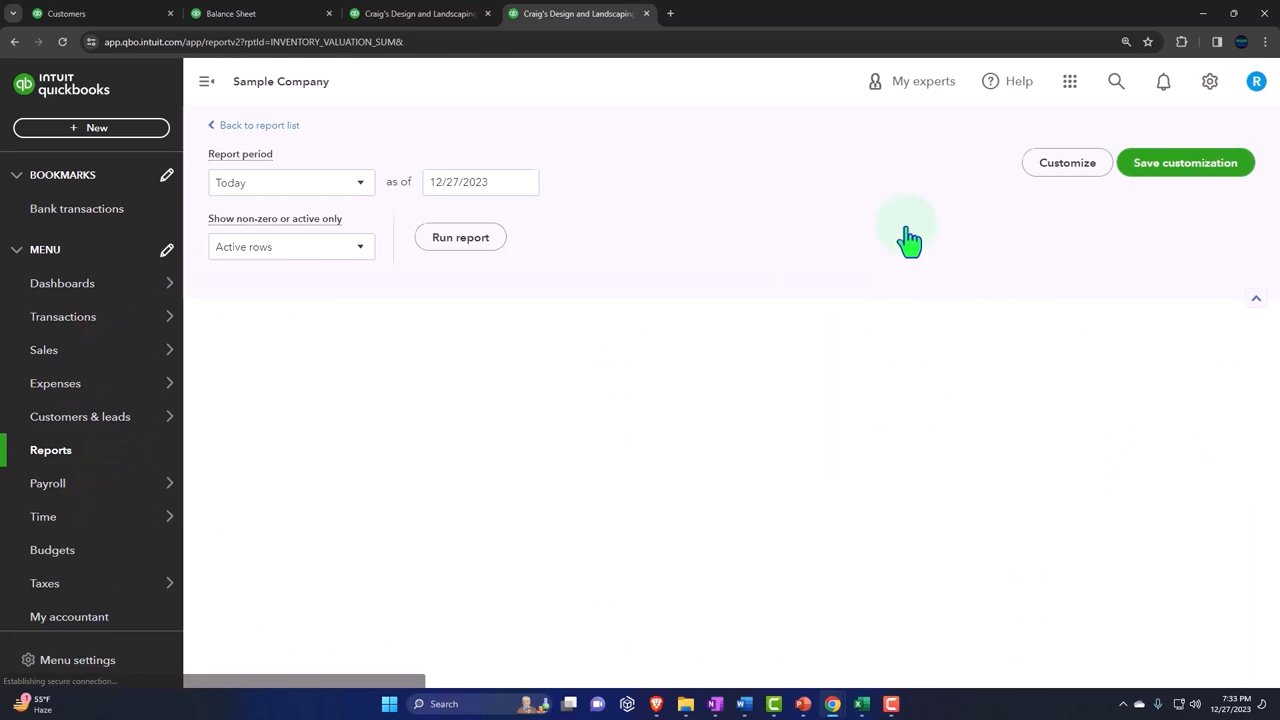 Customers
Balance Sheet
Craig's Design and Landscaping
Craig's Design and Landscaping
app.qbo.intuit.com/app/reportv2?rptId=INVENTORY_VALUATION_SUM&
INTUIT
quickbooks
Sample Company
My experts
Help
R
+ New
Back to report list
Report period
Today
as of
12/27/2023
Customize
Save customization
Show non-zero or active only
Active rows
Run report
BOOKMARKS
Bank transactions
MENU
Dashboards
Transactions
Sales
Expenses
Customers & leads
Reports
Payroll
Time
Budgets
Taxes
My accountant
Menu settings
Establishing secure connection...
1
55°F
Haze
Search
7:33 PM
12/27/2023